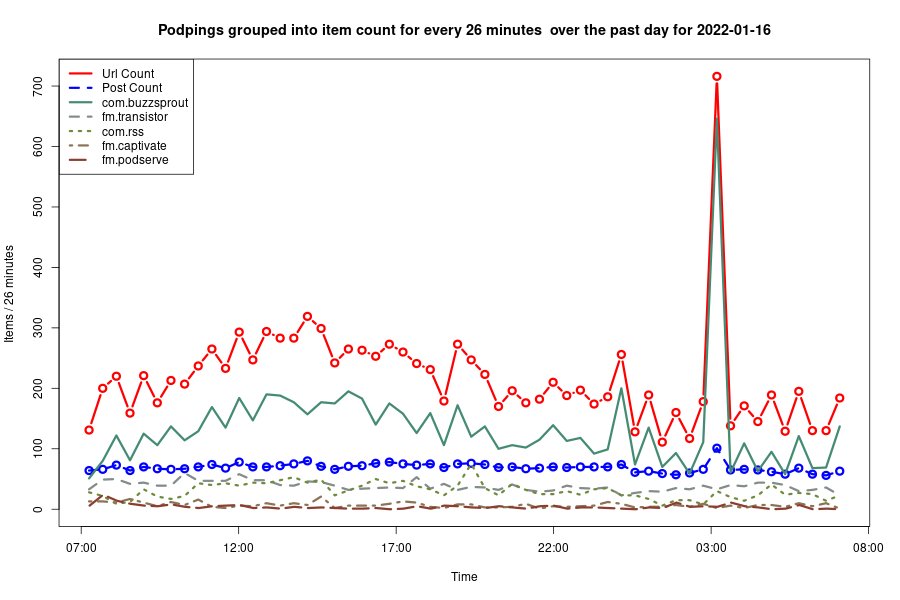 Podpings grouped into item count for every 26 minutes  over the past day for 2022-01-16
Url Count
Post Count
com.buzzsprout
fm.transistor
com.rss
fm.captivate
fm.podserve
700
600
500
400
300
200
100
0
Items / 26 minutes
07:00 12:00 17:00 22:00 03:00 08:00
Time